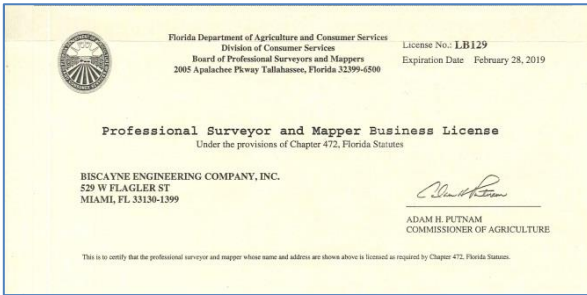 Florida Department of Agriculture and Consumer Services
Division of Consumer Services
Board of Professional Surveyors and Mappers
2005 Apalachee Pkway Tallahassee, Florida 32399-6500
License No.: LB129
Expiration Date February 28, 2019
Professional Surveyor and Mapper Business License
Under the provisions of Chapter 472, Florida Statutes
BISCAYNE ENGINEERING COMPANY, INC.
529 W FLAGLER ST
MIAMI, FL 33130-1399
ADAM H. PUTNAM
COMMISSIONER OF AGRICULTURE
This is to certify that the professional surveyor and mapper whose name and address are shown above is licensed as required by Chapter 472, Florida Statutes.